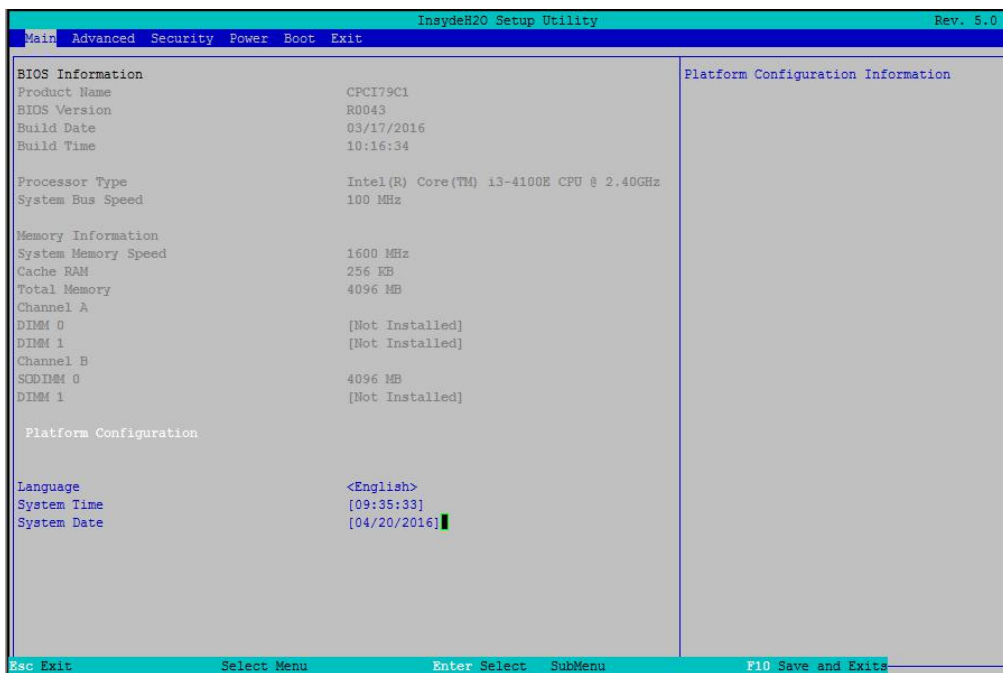 InsydeH2O Setup Utility Rev. 5.0
Main Advanced Security Power Boot Exit
BIOS Information Platform Configuration Information
Product Name CPCI79C1
BIOS Version R0043
Build Date 03/17/2016
Build Time 10:16:34
Processor Type Intel(R) Core(TM) i3-4100E CPU @ 2.40GHz
System Bus Speed 100 MHz
Memory Information
System Memory Speed 1600 MHz
Cache RAM 256 KB
Total Memory 4096 MB
Channel A
DIMM 0 [Not Installed]
DIMM 1 [Not Installed]
Channel B
SODIMM 0 4096 MB
DIMM 1 [Not Installed]
Platform Configuration
Language <English>
System Time [09:35:33]
System Date [04/20/2016]
Esc Exit Select Menu Enter Select SubMenu F10 Save and Exits